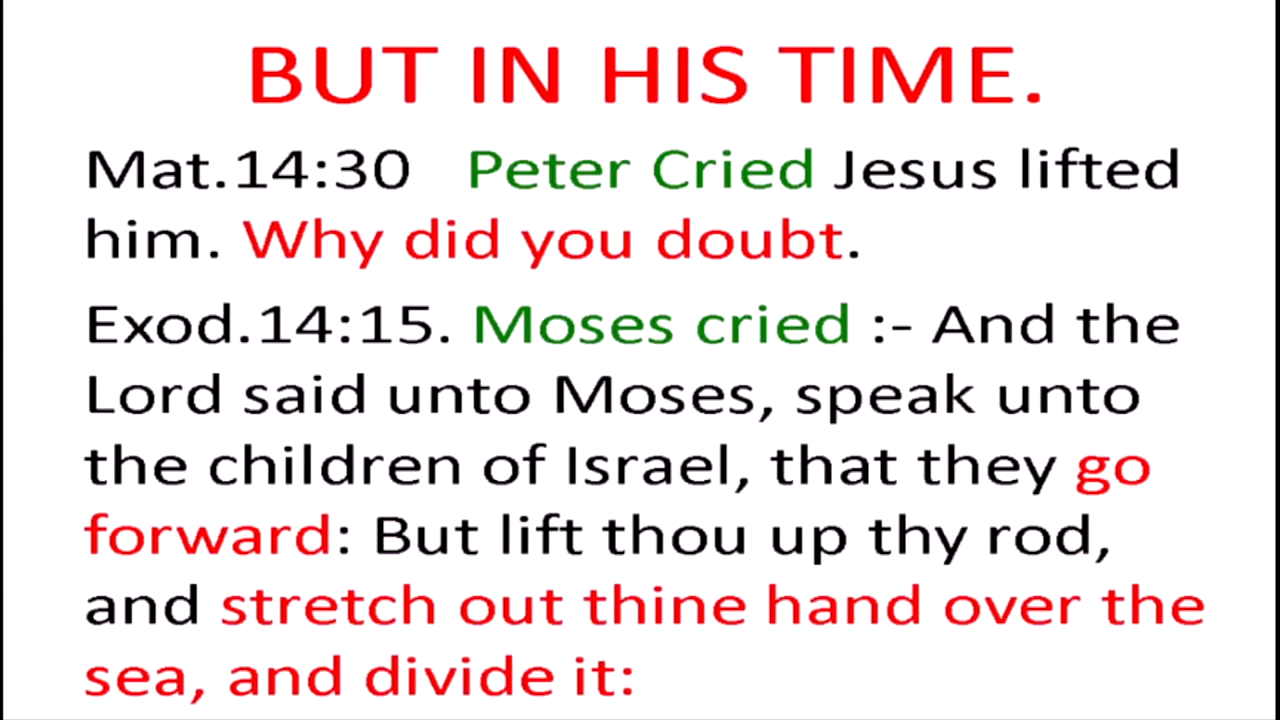 BUT IN HIS TIME.
Mat.14:30 Peter Cried Jesus lifted
him. Why did you doubt.
Exod.14:15. Moses cried :- And the
Lord said unto Moses, speak unto
the children of Israel, that they go
forward: But lift thou up thy rod,
and stretch out thine hand over the
sea, and divide it: